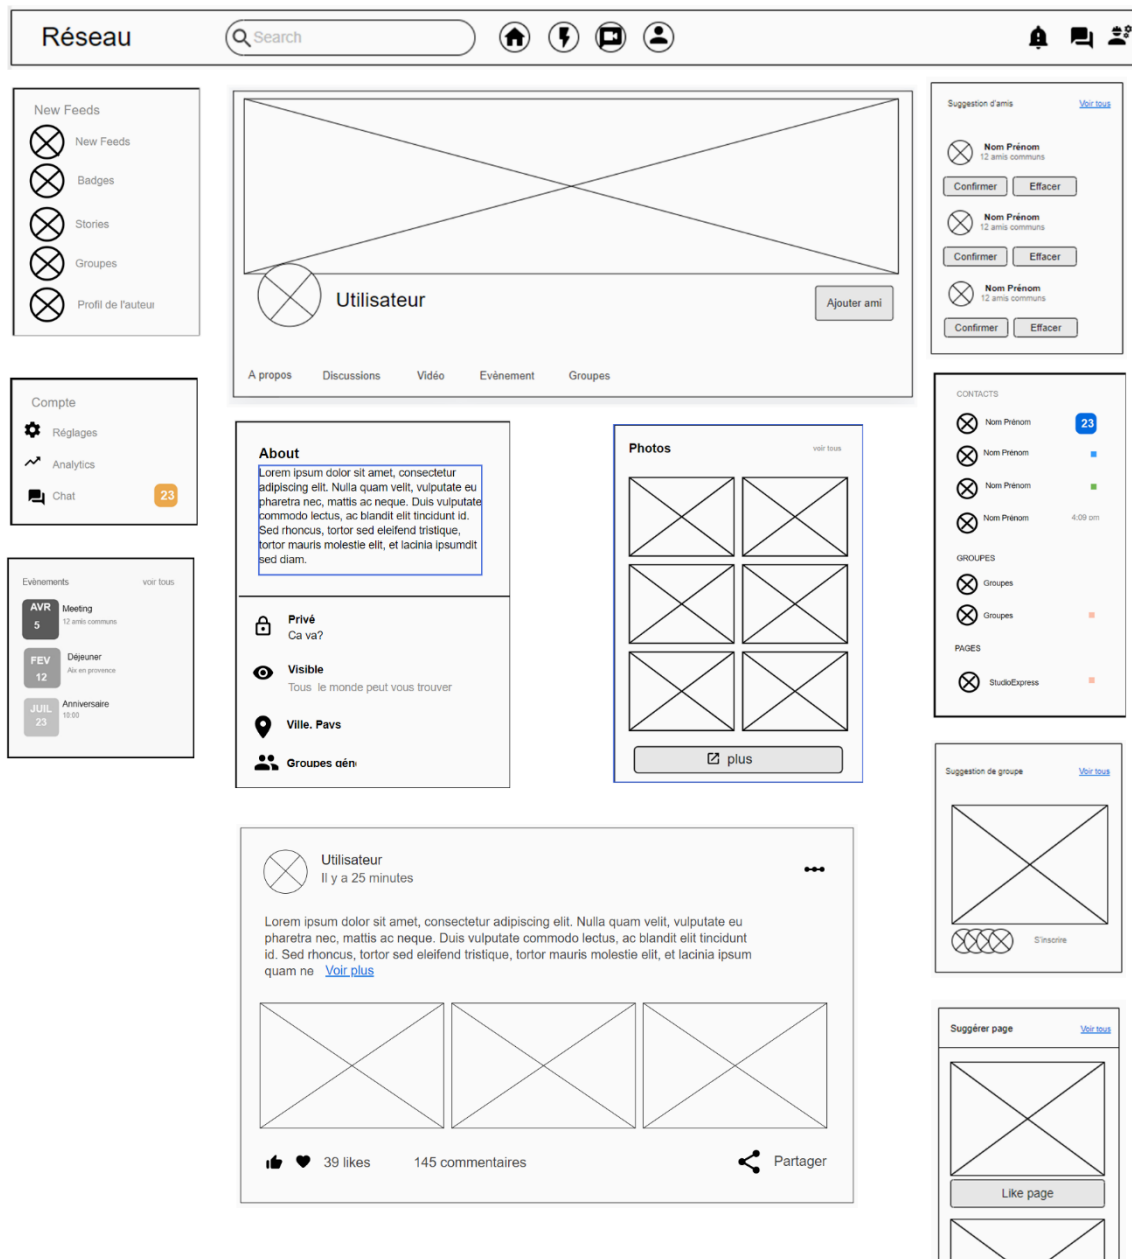 Réseau
Search
New Feeds
New Feeds
Badges
Stories
Groupes
Profil de l'auteur
Compte
Réglages
Analytics
Chat
23
Evènements
voir tous
AVR
5
Meeting
12 amis communs
FEV
12
Déjeuner
Aix en provence
JUIL
23
Anniversaire
10:00
Utilisateur
Ajouter ami
A propos
Discussions
Vidéo
Evènement
Groupes
About
Lorem ipsum dolor sit amet, consectetur
adipiscing elit. Nulla quam velit, vulputate eu
pharetra nec, mattis ac neque. Duis vulputate
commodo lectus, ac blandit elit tincidunt id.
Sed rhoncus, tortor sed eleifend tristique,
tortor mauris molestie elit, et lacinia ipsumdit
sed diam.
Privé
Ca va?
Visible
Tous le monde peut vous trouver
Ville. Pays
Groupes
Photos
voir tous
plus
Utilisateur
Il y a 25 minutes
Lorem ipsum dolor sit amet, consectetur adipiscing elit. Nulla quam velit, vulputate eu
pharetra nec, mattis ac neque. Duis vulputate commodo lectus, ac blandit elit tincidunt
id. Sed rhoncus, tortor sed eleifend tristique, tortor mauris molestie elit, et lacinia ipsum
quam ne Voir plus
39 likes
145 commentaires
Partager
Suggestion d'amis
Voir tous
Nom Prénom
12 amis communs
Confirmer
Effacer
Nom Prénom
12 amis communs
Confirmer
Effacer
Nom Prénom
12 amis communs
Confirmer
Effacer
CONTACTS
Nom Prénom
23
Nom Prénom
Nom Prénom
Nom Prénom
4:09 pm
GROUPES
Groupes
Groupes
PAGES
StudioExpress
Suggestion de groupe
Voir tous
S'inscrire
Suggérer page
Voir tous
Like page